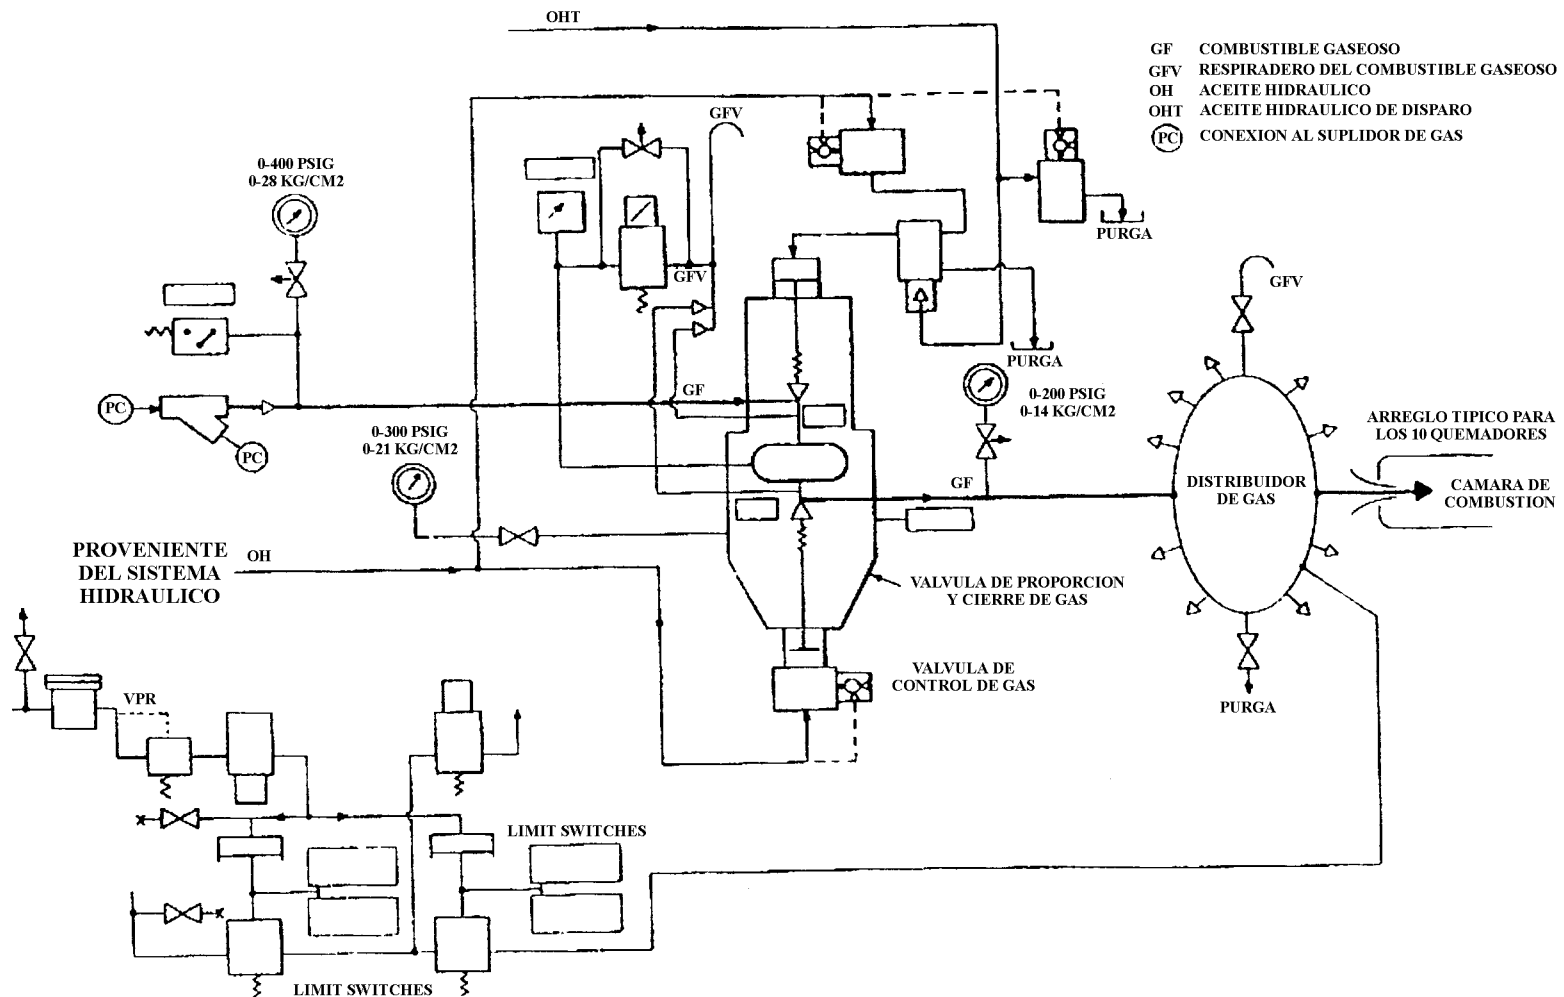 OHT
GF COMBUSTIBLE GASEOSO
GFV RESPIRADERO DEL COMBUSTIBLE GASEOSO
OH ACEITE HIDRAULICO
OHT ACEITE HIDRAULICO DE DISPARO
PC CONEXION AL SUPLIDOR DE GAS
GFV
0-400 PSIG
0-28 KG/CM2
PURGA
GFV
GFV
PURGA
GF
0-200 PSIG
0-14 KG/CM2
PC
PC
0-300 PSIG
0-21 KG/CM2
ARREGLO TIPICO PARA
LOS 10 QUEMADORES
GF
DISTRIBUIDOR
DE GAS
CAMARA DE
COMBUSTION
PROVENIENTE
DEL SISTEMA
HIDRAULICO
OH
VALVULA DE PROPORCION
Y CIERRE DE GAS
VALVULA DE
CONTROL DE GAS
VPR
PURGA
LIMIT SWITCHES
LIMIT SWITCHES